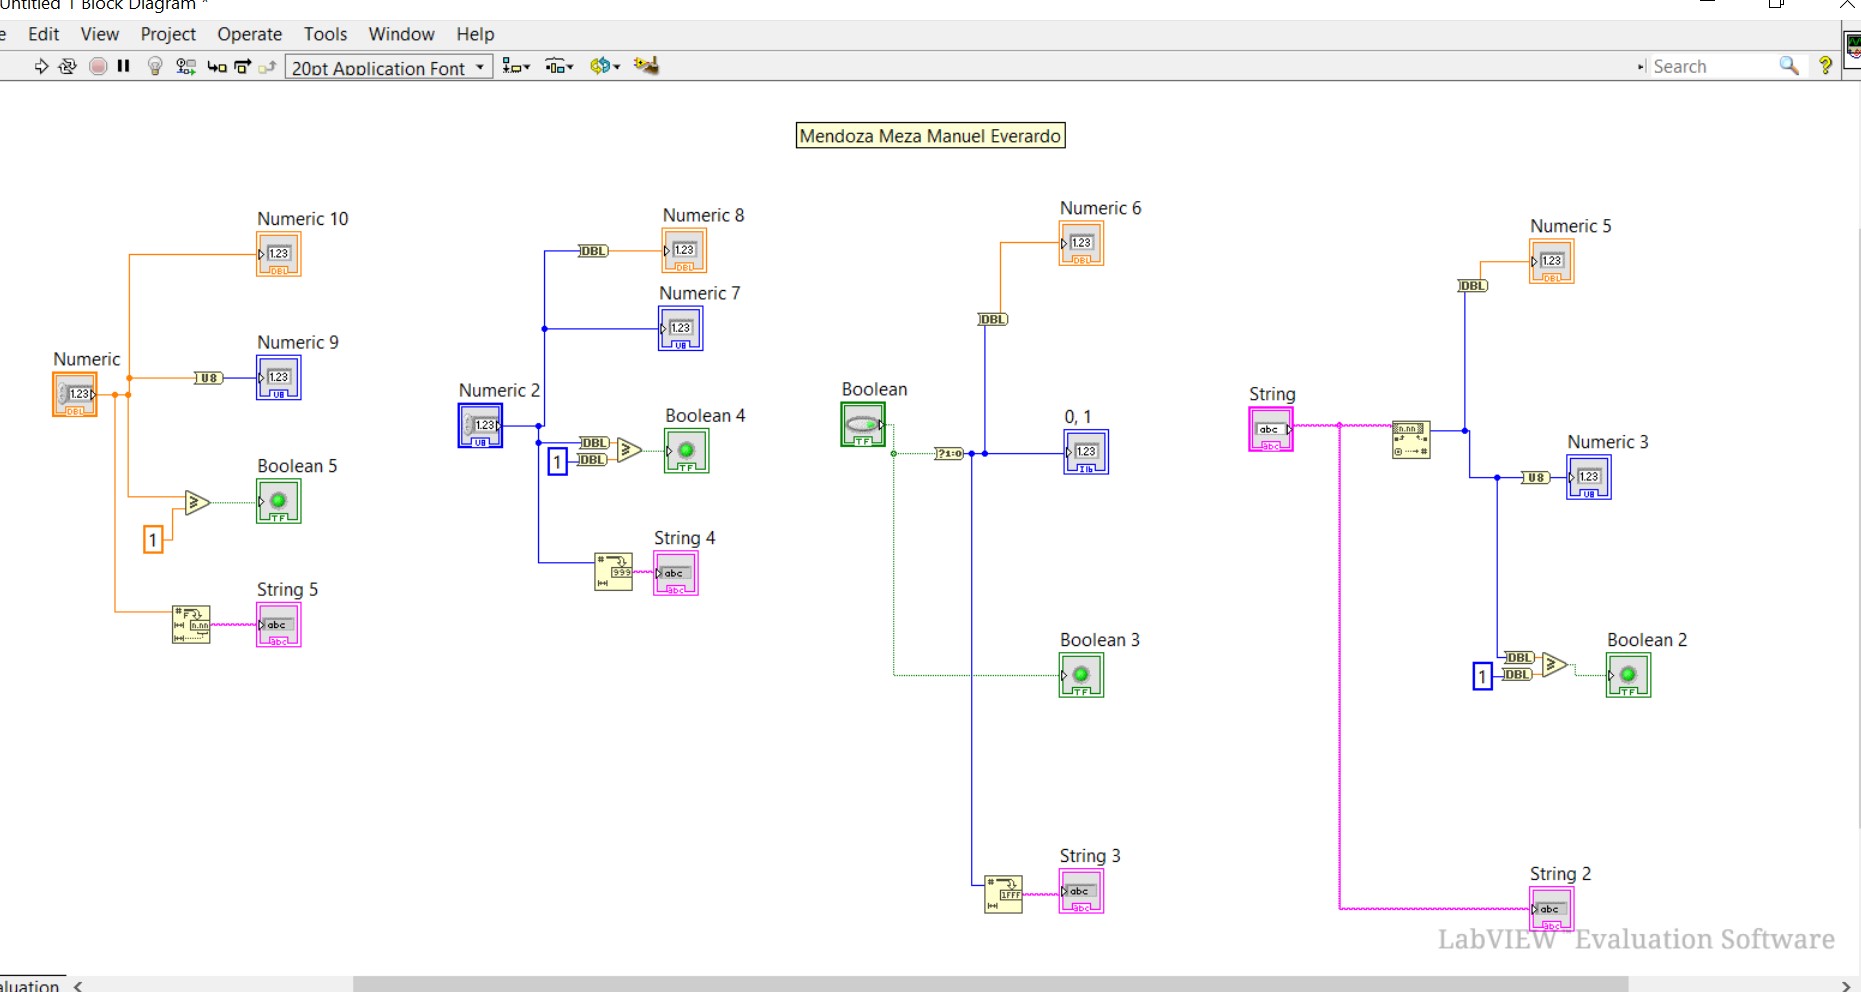 Untitled 1 Block Diagram *
e Edit View Project Operate Tools Window Help
20pt Application Font
Search
?
Mendoza Meza Manuel Everardo
Numeric 10
1.23
DBL
Numeric 9
U8
1.23
U8
Numeric
1.23
DBL
Boolean 5
TF
1
String 5
# F n.nn
abc
abc
Numeric 8
DBL
1.23
DBL
Numeric 7
1.23
U8
Numeric 2
1.23
U8
Boolean 4
DBL
1 DBL
TF
String 4
# 999
abc
abc
Numeric 6
1.23
DBL
DBL
Boolean
TF
?1:0
0, 1
1.23
I16
Boolean 3
TF
String 3
# 1FFF
abc
abc
Numeric 5
1.23
DBL
DBL
String
abc
abc
n.nn
#
Numeric 3
U8
1.23
U8
Boolean 2
DBL
1 DBL
TF
String 2
abc
abc
LabVIEW™ Evaluation Software
aluation